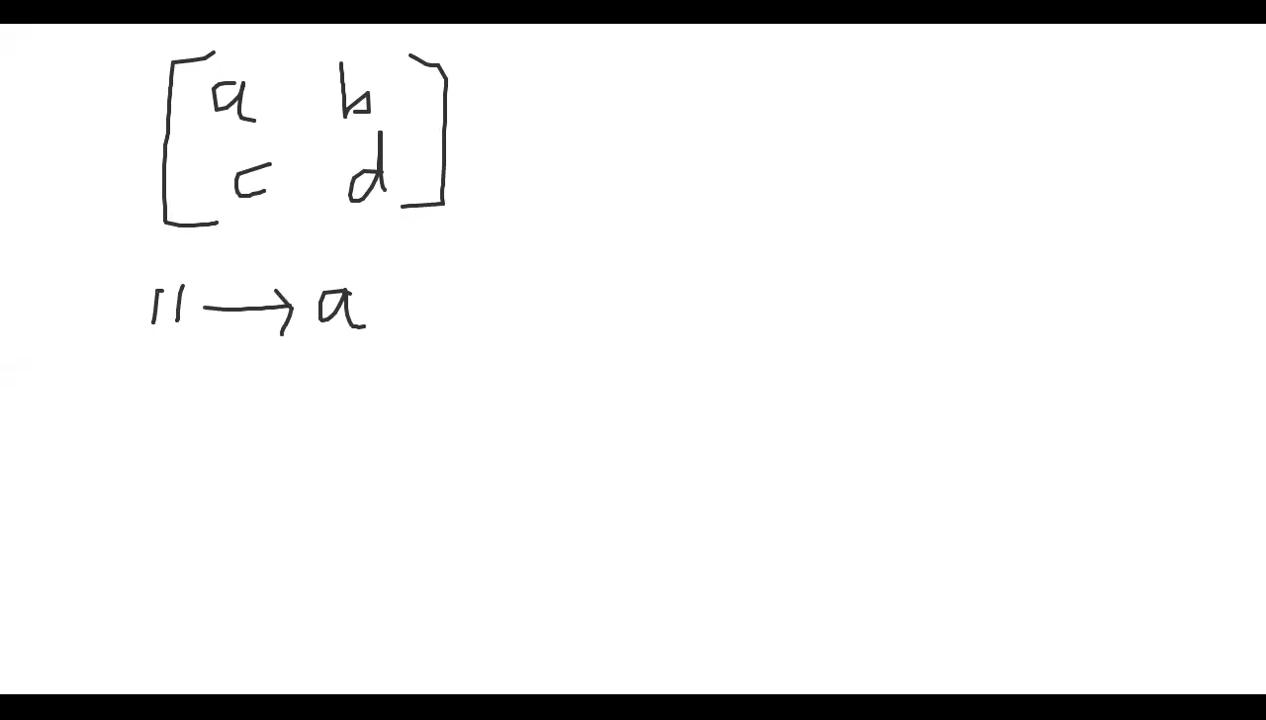 a b
c d
11 → a